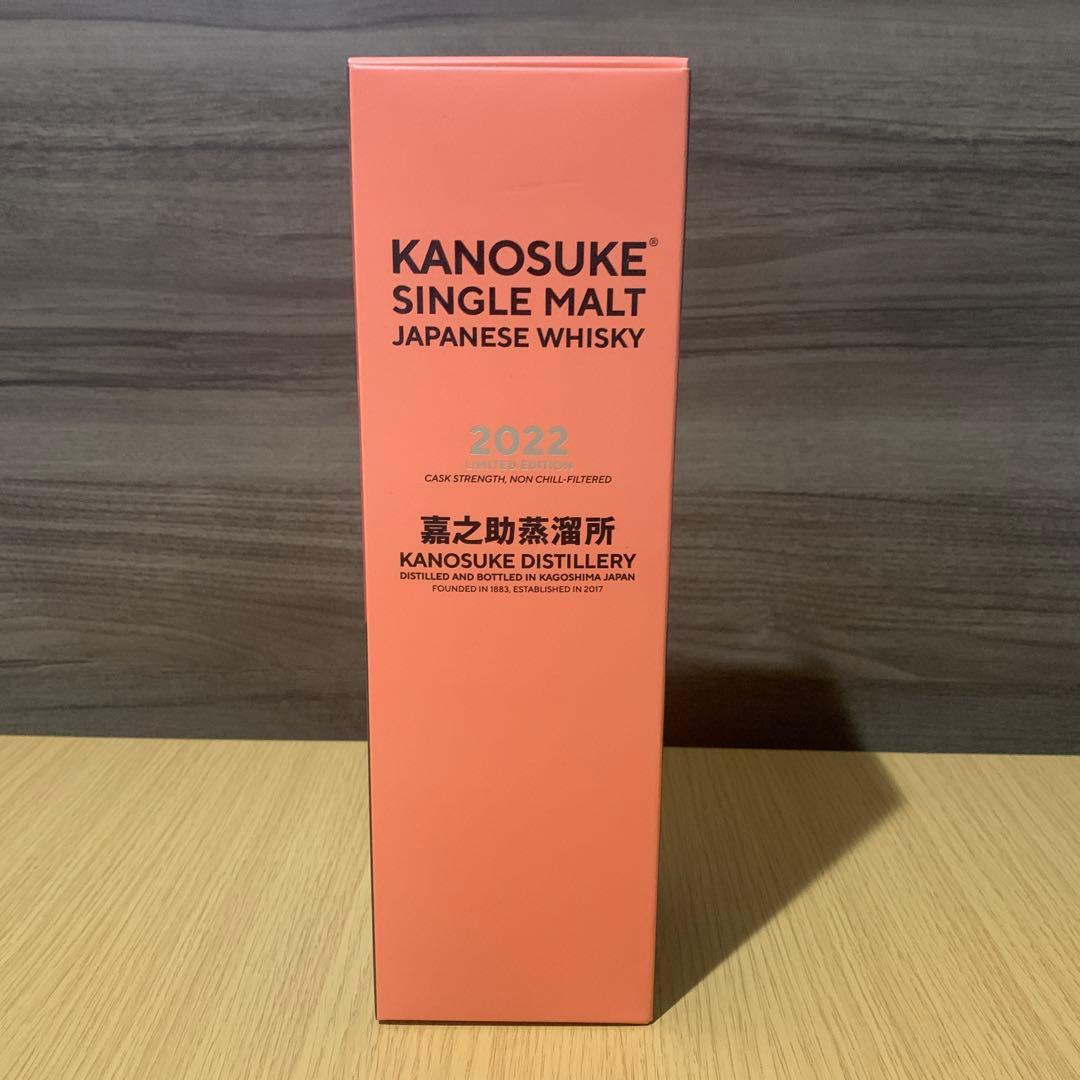 KANOSUKE®
SINGLE MALT
JAPANESE WHISKY
2022
LIMITED EDITION
CASK STRENGTH, NON CHILL-FILTERED
嘉之助蒸溜所
KANOSUKE DISTILLERY
DISTILLED AND BOTTLED IN KAGOSHIMA JAPAN
FOUNDED IN 1883, ESTABLISHED IN 2017